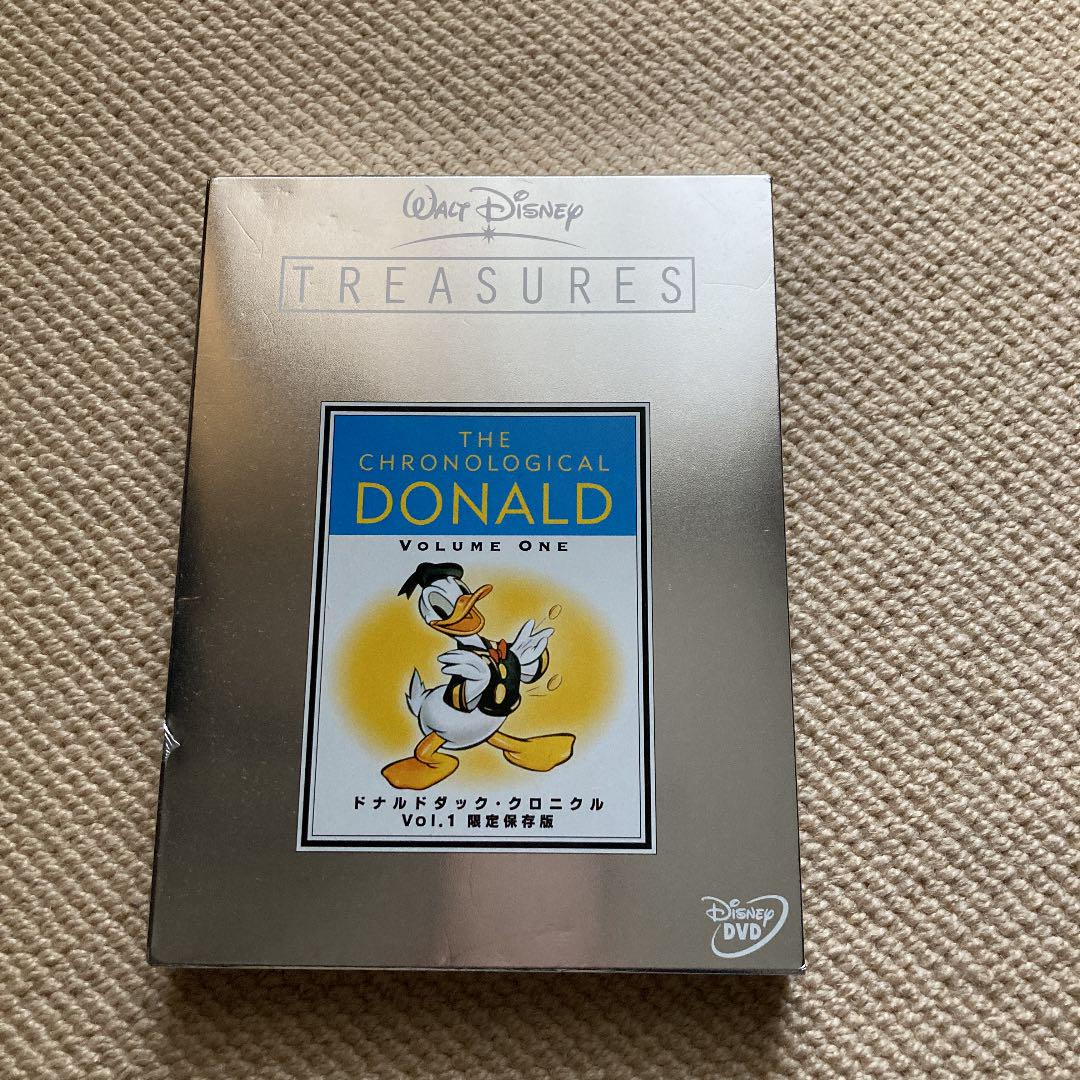 WALT DISNEY
TREASURES
THE
CHRONOLOGICAL
DONALD
VOLUME ONE
ドナルドダック・クロニクル
Vol.1 限定保存版
DISNEY
DVD